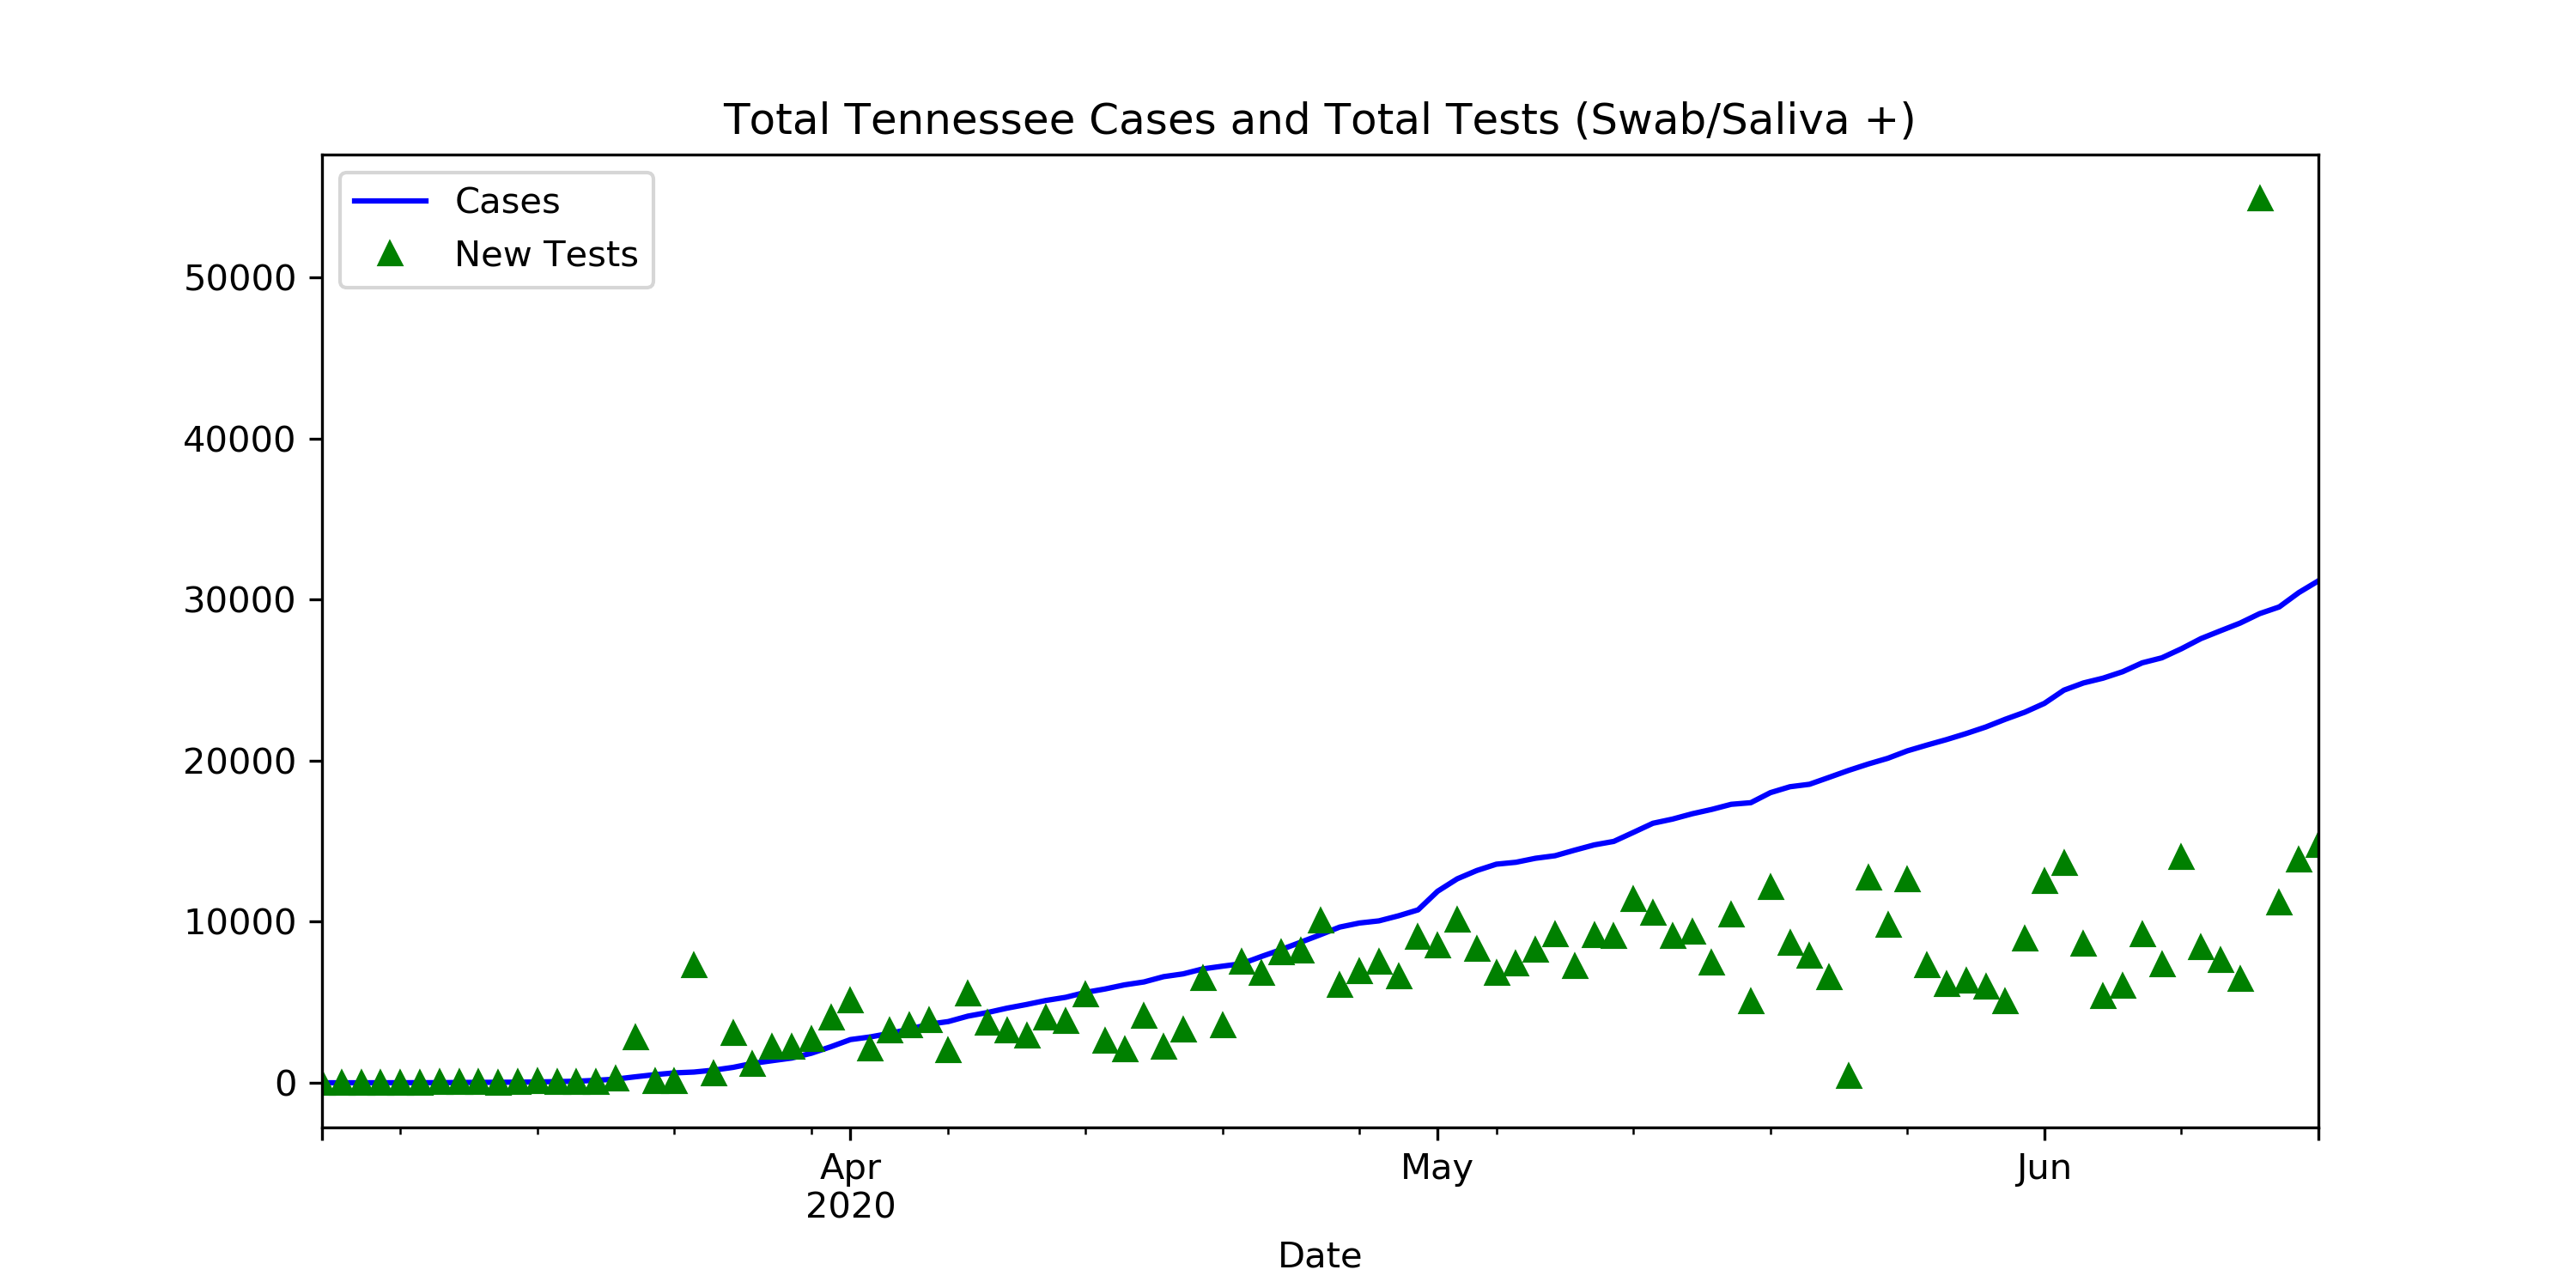 Total Tennessee Cases and Total Tests (Swab/Saliva +)
Cases
New Tests
50000
40000
30000
20000
10000
0
Apr
2020
May
Jun
Date